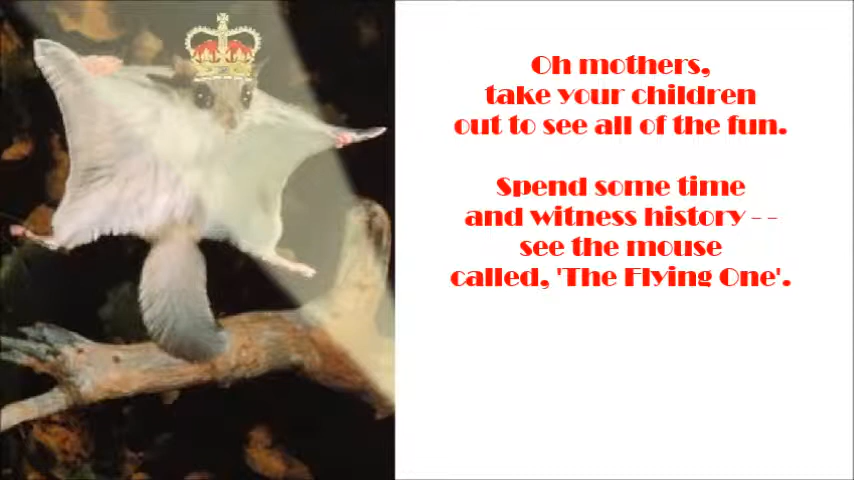 Oh mothers,
take your children
out to see all of the fun.
Spend some time
and witness history --
see the mouse
called, 'The Flying One'.